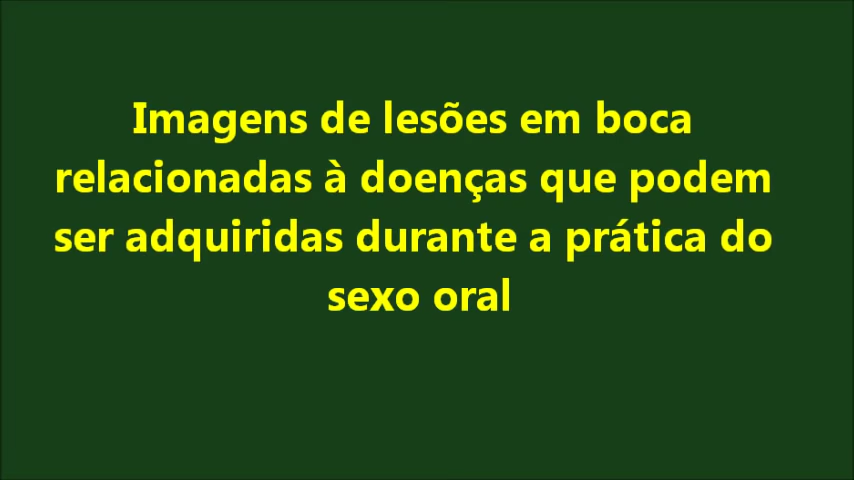 Imagens de lesões em boca
relacionadas à doenças que podem
ser adquiridas durante a prática do
sexo oral